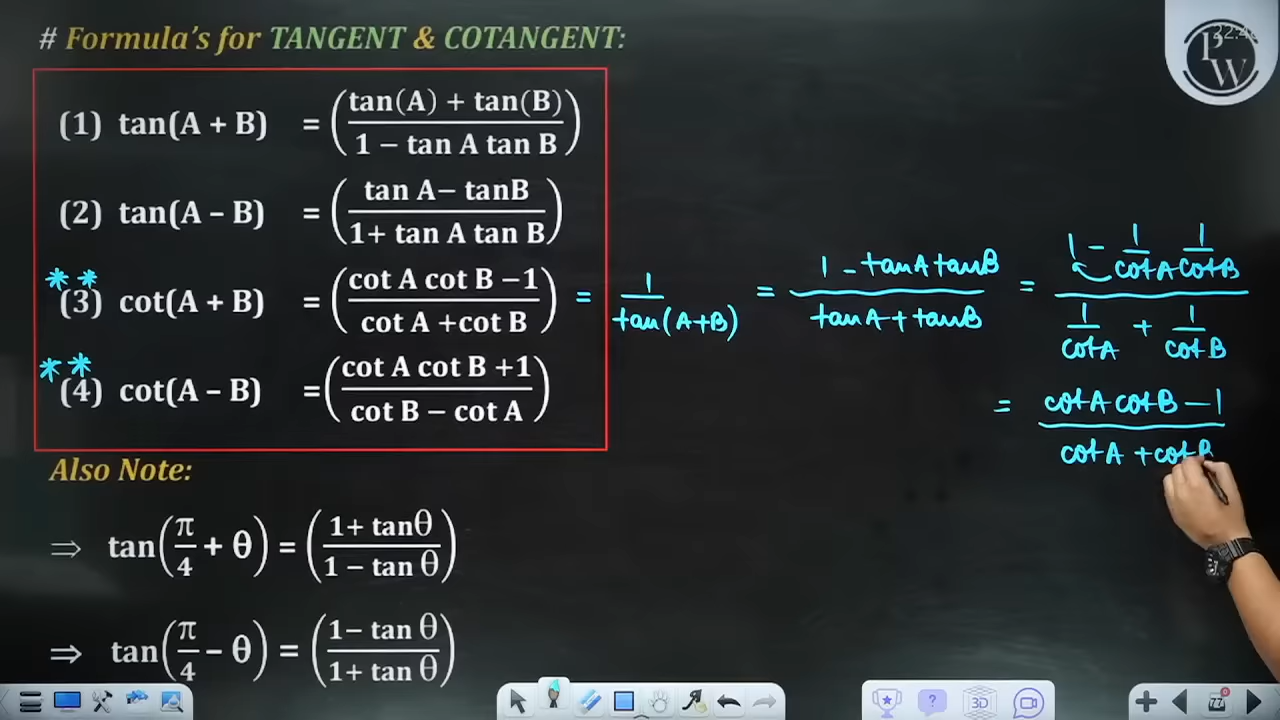 # Formula's for TANGENT & COTANGENT:
(1) tan(A + B) = (tan(A) + tan(B) / 1 − tan A tan B)
(2) tan(A – B) = (tan A− tanB / 1+ tan A tan B)
** (3) cot(A + B) = (cot A cot B −1 / cot A +cot B) = 1 / tan(A+B) = 1 - tanA tanB / tanA + tanB = 1 - 1/cotA 1/cotB / 1/cotA + 1/cotB
= cotA cotB - 1 / cotA + cotB
** (4) cot(A – B) = (cot A cot B +1 / cot B − cot A)
Also Note:
⇒ tan(π/4 + θ) = (1+ tanθ / 1 − tan θ)
⇒ tan(π/4 − θ) = (1− tan θ / 1+ tan θ)
PW
3D
77